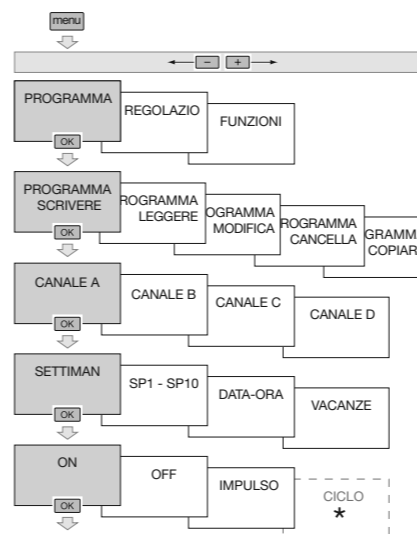 menu
− +
PROGRAMMA
OK
REGOLAZIO
FUNZIONI
PROGRAMMA
SCRIVERE
OK
ROGRAMMA
LEGGERE
OGRAMMA
MODIFICA
ROGRAMMA
CANCELLA
GRAMMA
COPIAR
CANALE A
OK
CANALE B
CANALE C
CANALE D
SETTIMAN
OK
SP1 - SP10
DATA-ORA
VACANZE
ON
OK
OFF
IMPULSO
CICLO
*